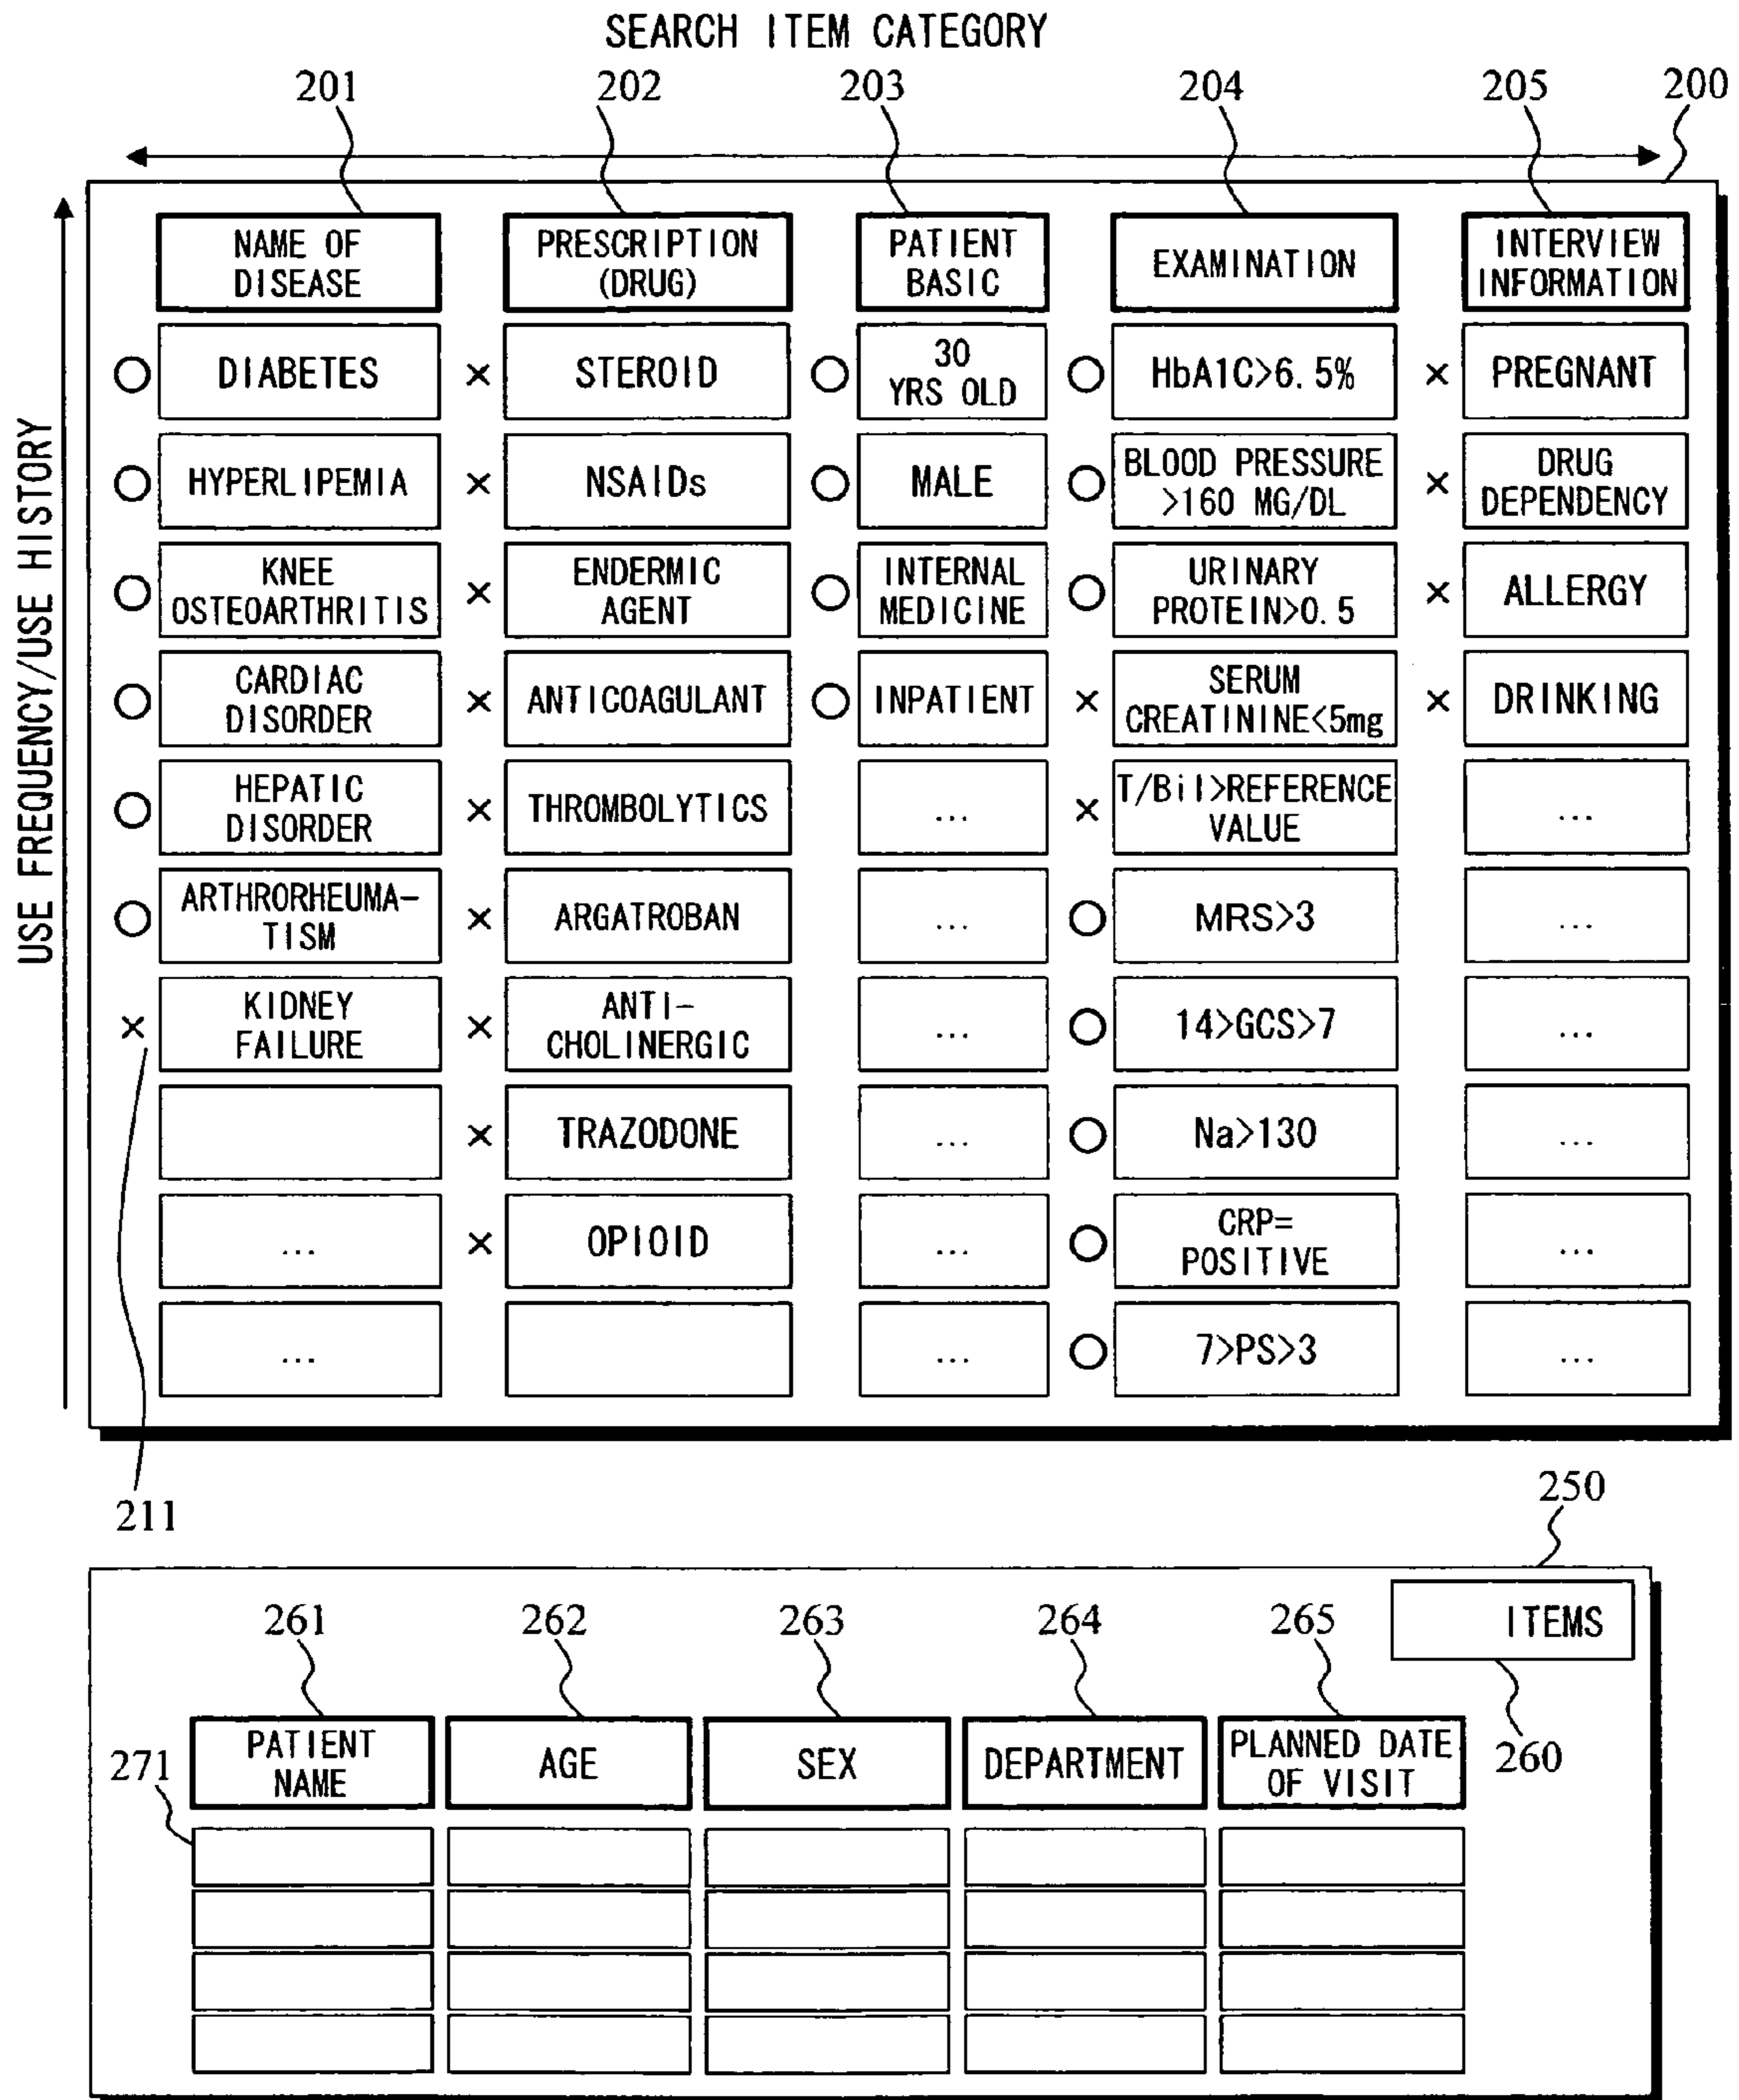 SEARCH ITEM CATEGORY
201 202 203 204 205 200
USE FREQUENCY/USE HISTORY
NAME OF
DISEASE
PRESCRIPTION
(DRUG)
PATIENT
BASIC
EXAMINATION
INTERVIEW
INFORMATION
○ DIABETES
× STEROID
○ 30
YRS OLD
○ HbA1C>6.5%
× PREGNANT
○ HYPERLIPEMIA
× NSAIDs
○ MALE
○ BLOOD PRESSURE
>160 MG/DL
× DRUG
DEPENDENCY
○ KNEE
OSTEOARTHRITIS
× ENDERMIC
AGENT
○ INTERNAL
MEDICINE
○ URINARY
PROTEIN>0.5
× ALLERGY
○ CARDIAC
DISORDER
× ANTICOAGULANT
○ INPATIENT
× SERUM
CREATININE<5mg
× DRINKING
○ HEPATIC
DISORDER
× THROMBOLYTICS
...
× T/Bil>REFERENCE
VALUE
...
○ ARTHRORHEUMA-
TISM
× ARGATROBAN
...
○ MRS>3
...
× KIDNEY
FAILURE
× ANTI-
CHOLINERGIC
...
○ 14>GCS>7
...
× TRAZODONE
...
○ Na>130
...
...
× OPIOID
...
○ CRP=
POSITIVE
...
...
...
○ 7>PS>3
...
211
250
261 262 263 264 265
ITEMS
260
271
PATIENT
NAME
AGE
SEX
DEPARTMENT
PLANNED DATE
OF VISIT